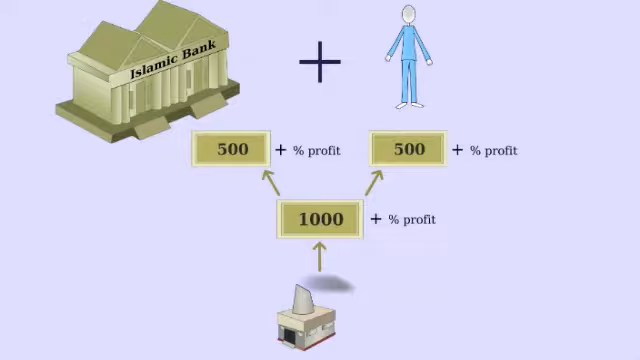 Islamic Bank
500 + % profit
500 + % profit
1000 + % profit